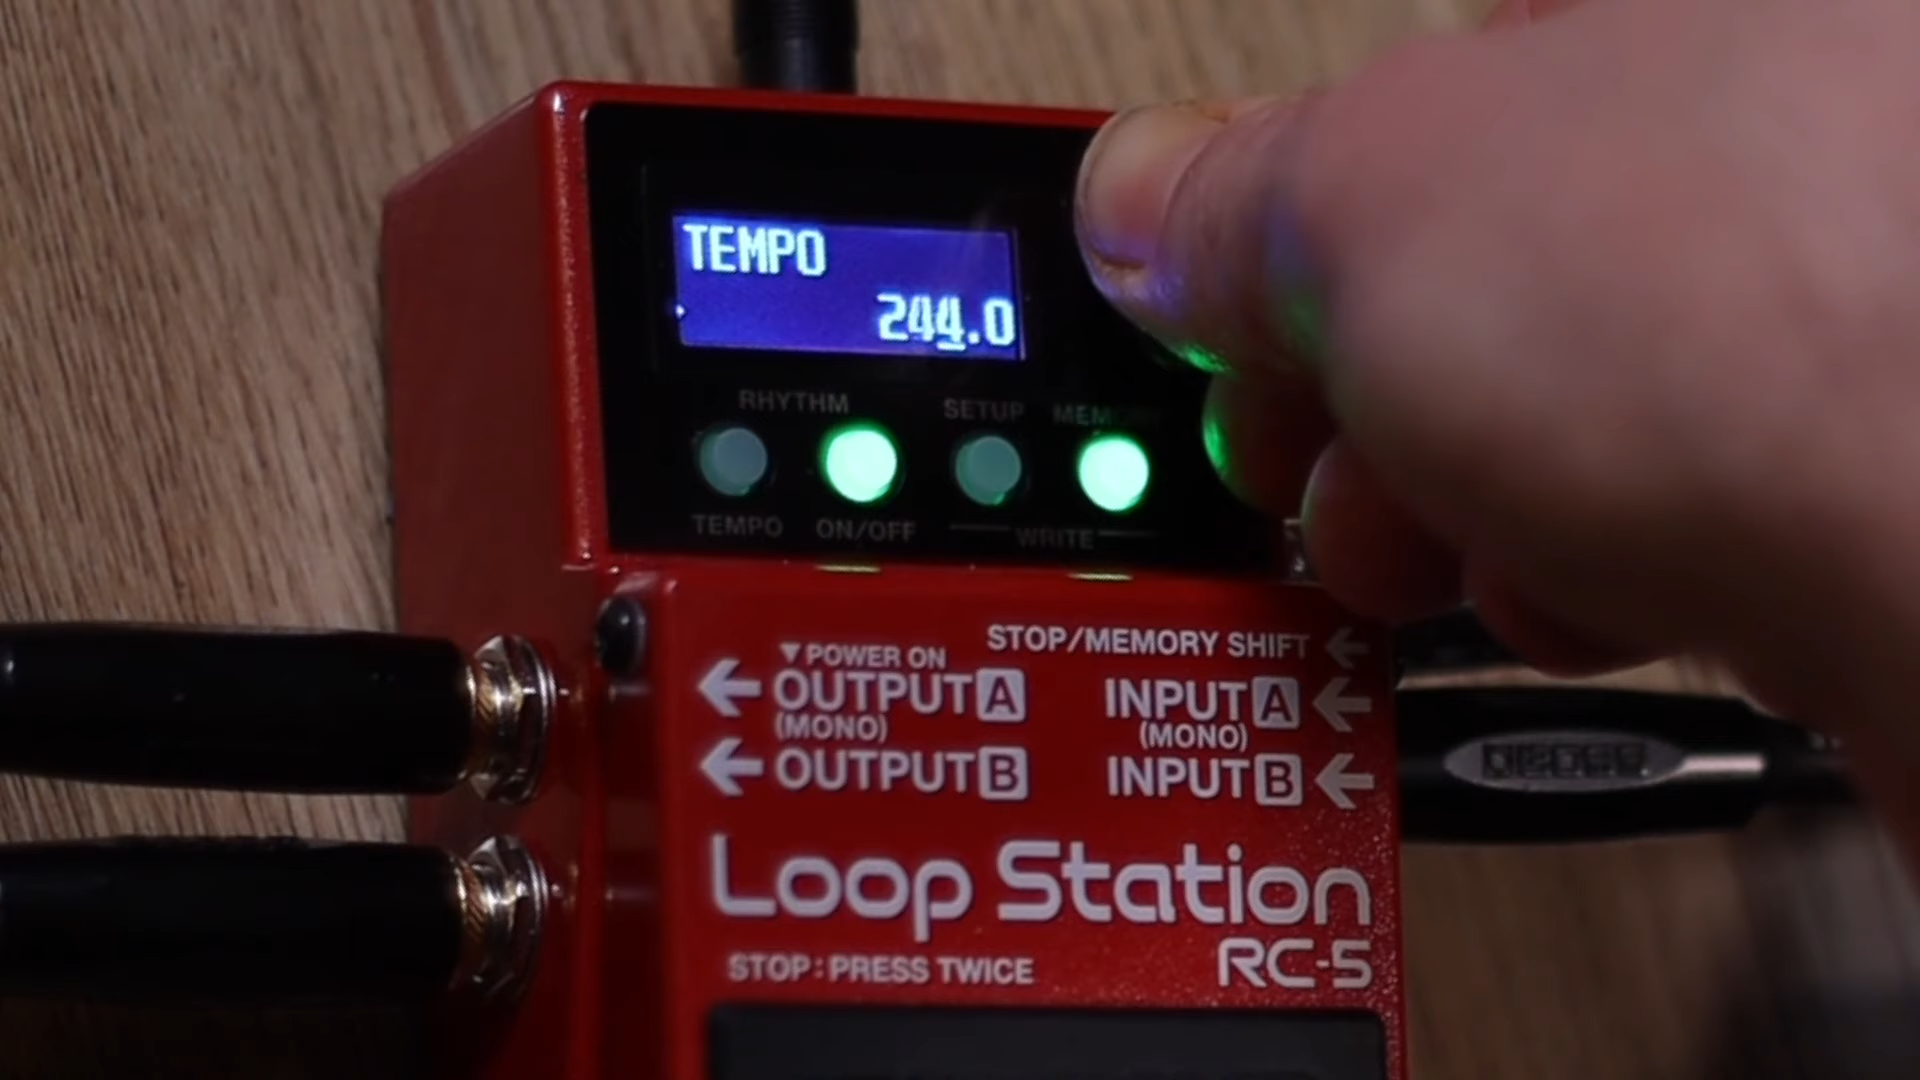 TEMPO
244.0
RHYTHM SETUP MEMORY
TEMPO ON/OFF WRITE
STOP/MEMORY SHIFT
▼POWER ON
OUTPUT A INPUT A
(MONO) (MONO)
OUTPUT B INPUT B
Loop Station
RC-5
STOP:PRESS TWICE